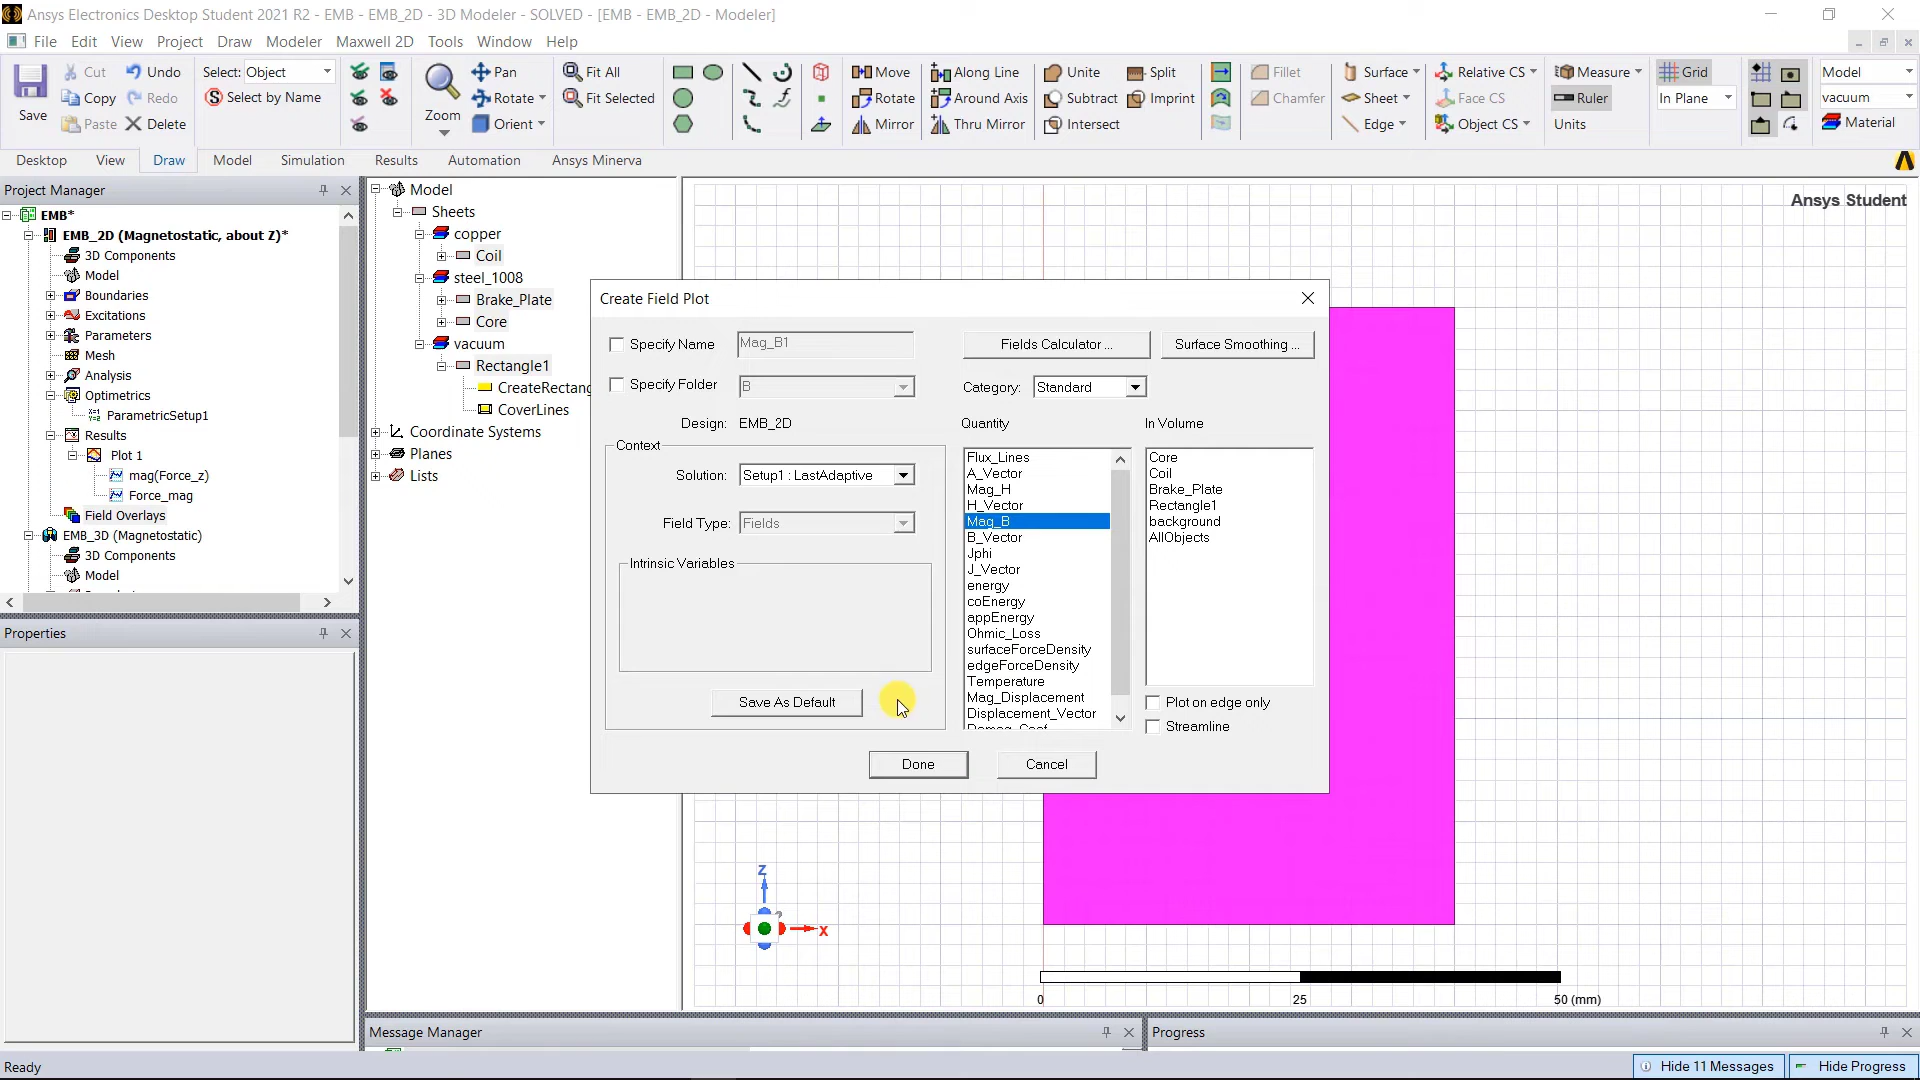 Ansys Electronics Desktop Student 2021 R2 - EMB - EMB_2D - 3D Modeler - SOLVED - [EMB - EMB_2D - Modeler]
File Edit View Project Draw Modeler Maxwell 2D Tools Window Help
Save Cut Copy Paste Undo Redo Delete
Select: Object
Select by Name
Zoom Pan Rotate Orient
Fit All
Fit Selected
Move Rotate Mirror
Along Line
Around Axis
Thru Mirror
Unite Subtract Intersect
Split Imprint
Fillet
Chamfer
Surface
Sheet
Edge
Relative CS
Face CS
Object CS
Measure
Ruler
Units
Grid
In Plane
Model
vacuum
Material
Desktop View Draw Model Simulation Results Automation Ansys Minerva
Project Manager
EMB*
EMB_2D (Magnetostatic, about Z)*
3D Components
Model
Boundaries
Excitations
Parameters
Mesh
Analysis
Optimetrics
ParametricSetup1
Results
Plot 1
mag(Force_z)
Force_mag
Field Overlays
EMB_3D (Magnetostatic)
3D Components
Model
Properties
Model
Sheets
copper
Coil
steel_1008
Brake_Plate
Core
vacuum
Rectangle1
CreateRectang
CoverLines
Coordinate Systems
Planes
Lists
Ansys Student
Create Field Plot
Specify Name Mag_B1
Fields Calculator ... Surface Smoothing ...
Specify Folder B
Category: Standard
Design: EMB_2D
Quantity In Volume
Context
Solution: Setup1 : LastAdaptive
Field Type: Fields
Intrinsic Variables
Save As Default
Flux_Lines
A_Vector
Mag_H
H_Vector
Mag_B
B_Vector
Jphi
J_Vector
energy
coEnergy
appEnergy
Ohmic_Loss
surfaceForceDensity
edgeForceDensity
Temperature
Mag_Displacement
Displacement_Vector
Core
Coil
Brake_Plate
Rectangle1
background
AllObjects
Plot on edge only
Streamline
Done Cancel
Z
X
0 25 50 (mm)
Message Manager
Progress
Ready
Hide 11 Messages
Hide Progress